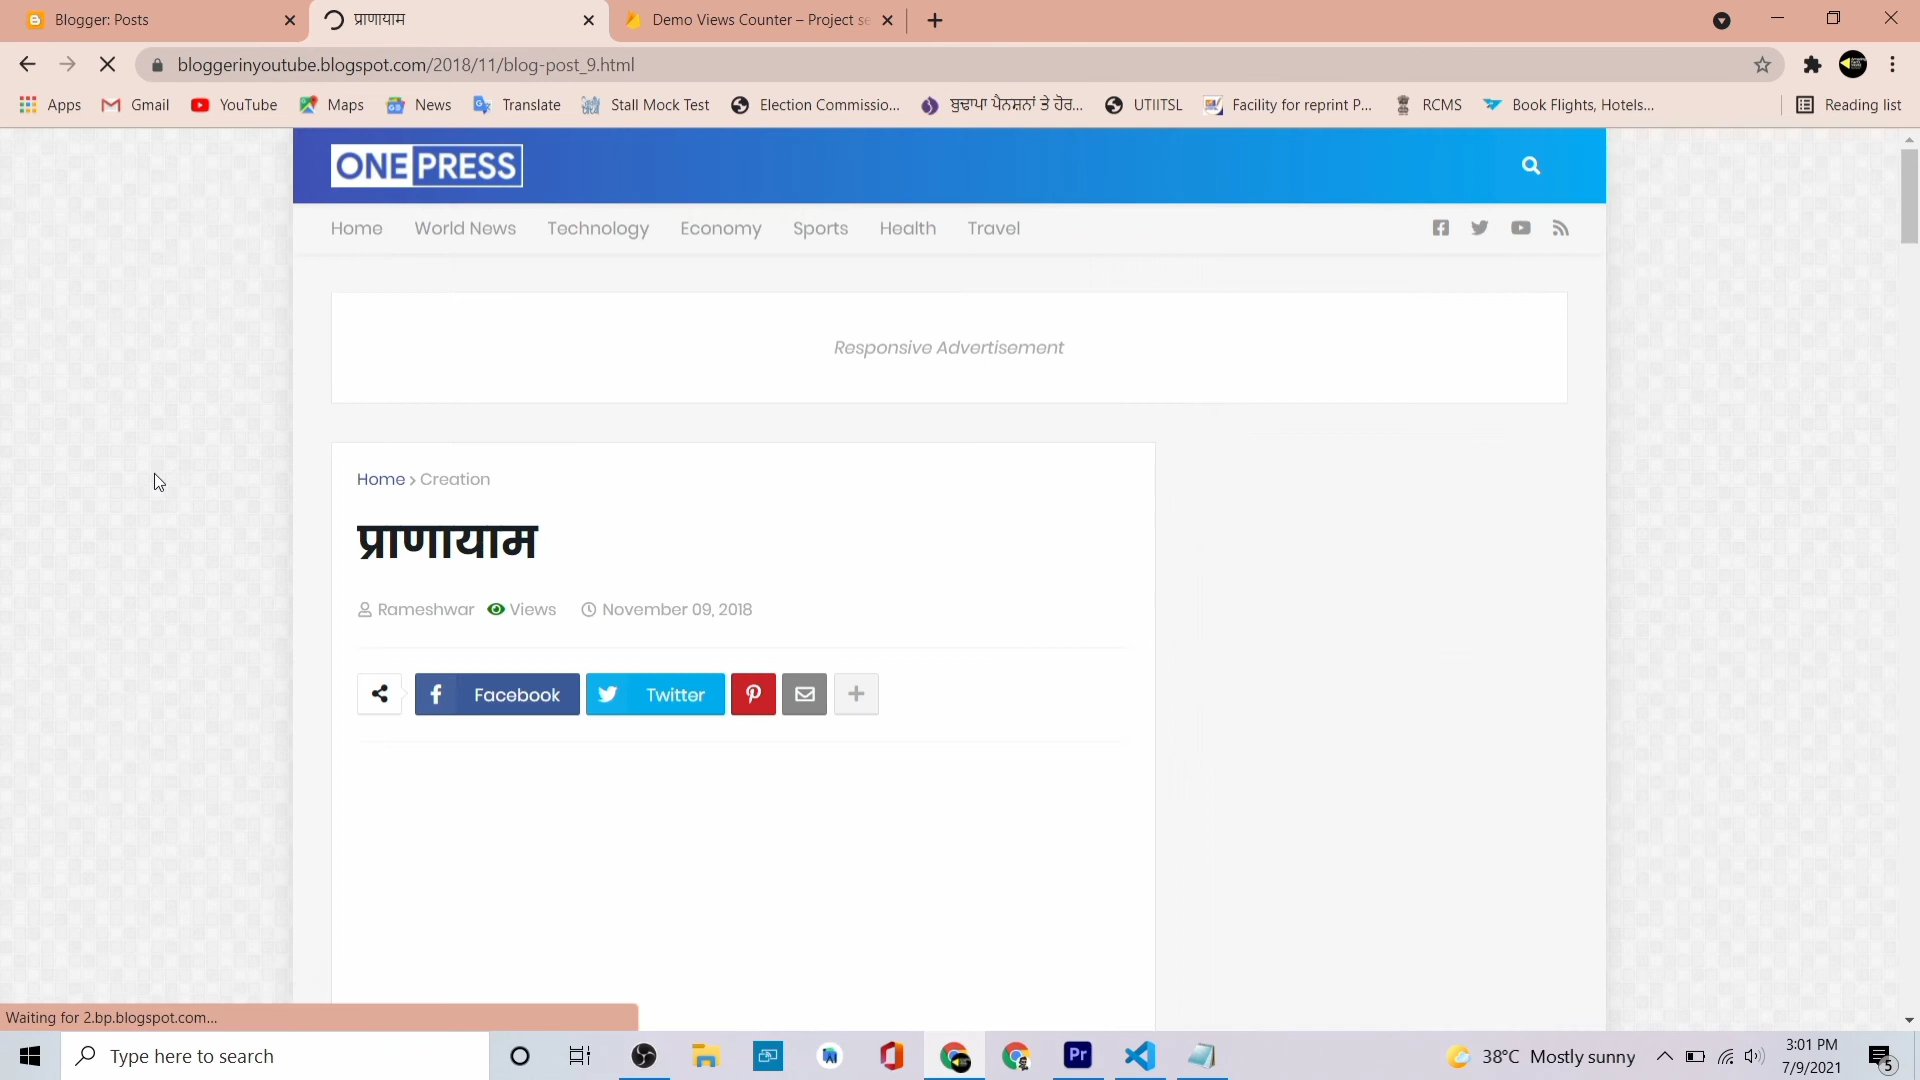 Blogger: Posts
प्राणायाम
Demo Views Counter – Project se
bloggerinyoutube.blogspot.com/2018/11/blog-post_9.html
Apps
Gmail
YouTube
Maps
News
Translate
Stall Mock Test
Election Commissio...
ਬੁਢਾਪਾ ਪੈਨਸ਼ਨਾਂ ਤੇ ਹੋਰ...
UTIITSL
Facility for reprint P...
RCMS
Book Flights, Hotels...
Reading list
ONE PRESS
Home World News Technology Economy Sports Health Travel
Responsive Advertisement
Home › Creation
प्राणायाम
Rameshwar Views November 09, 2018
Facebook Twitter
Waiting for 2.bp.blogspot.com...
Type here to search
Pr
38°C Mostly sunny
3:01 PM
7/9/2021
5